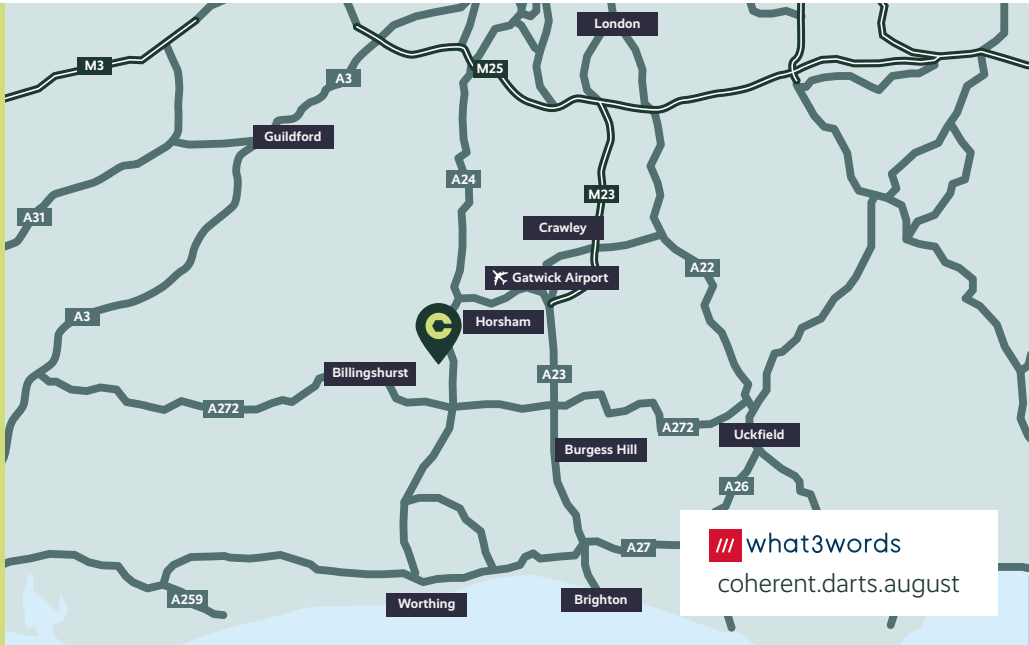 London
M3
M25
A3
Guildford
A24
M23
A31
Crawley
A22
Gatwick Airport
A3
Horsham
Billingshurst
A23
A272
A272
Uckfield
Burgess Hill
A26
A27
what3words
coherent.darts.august
A259
Worthing
Brighton